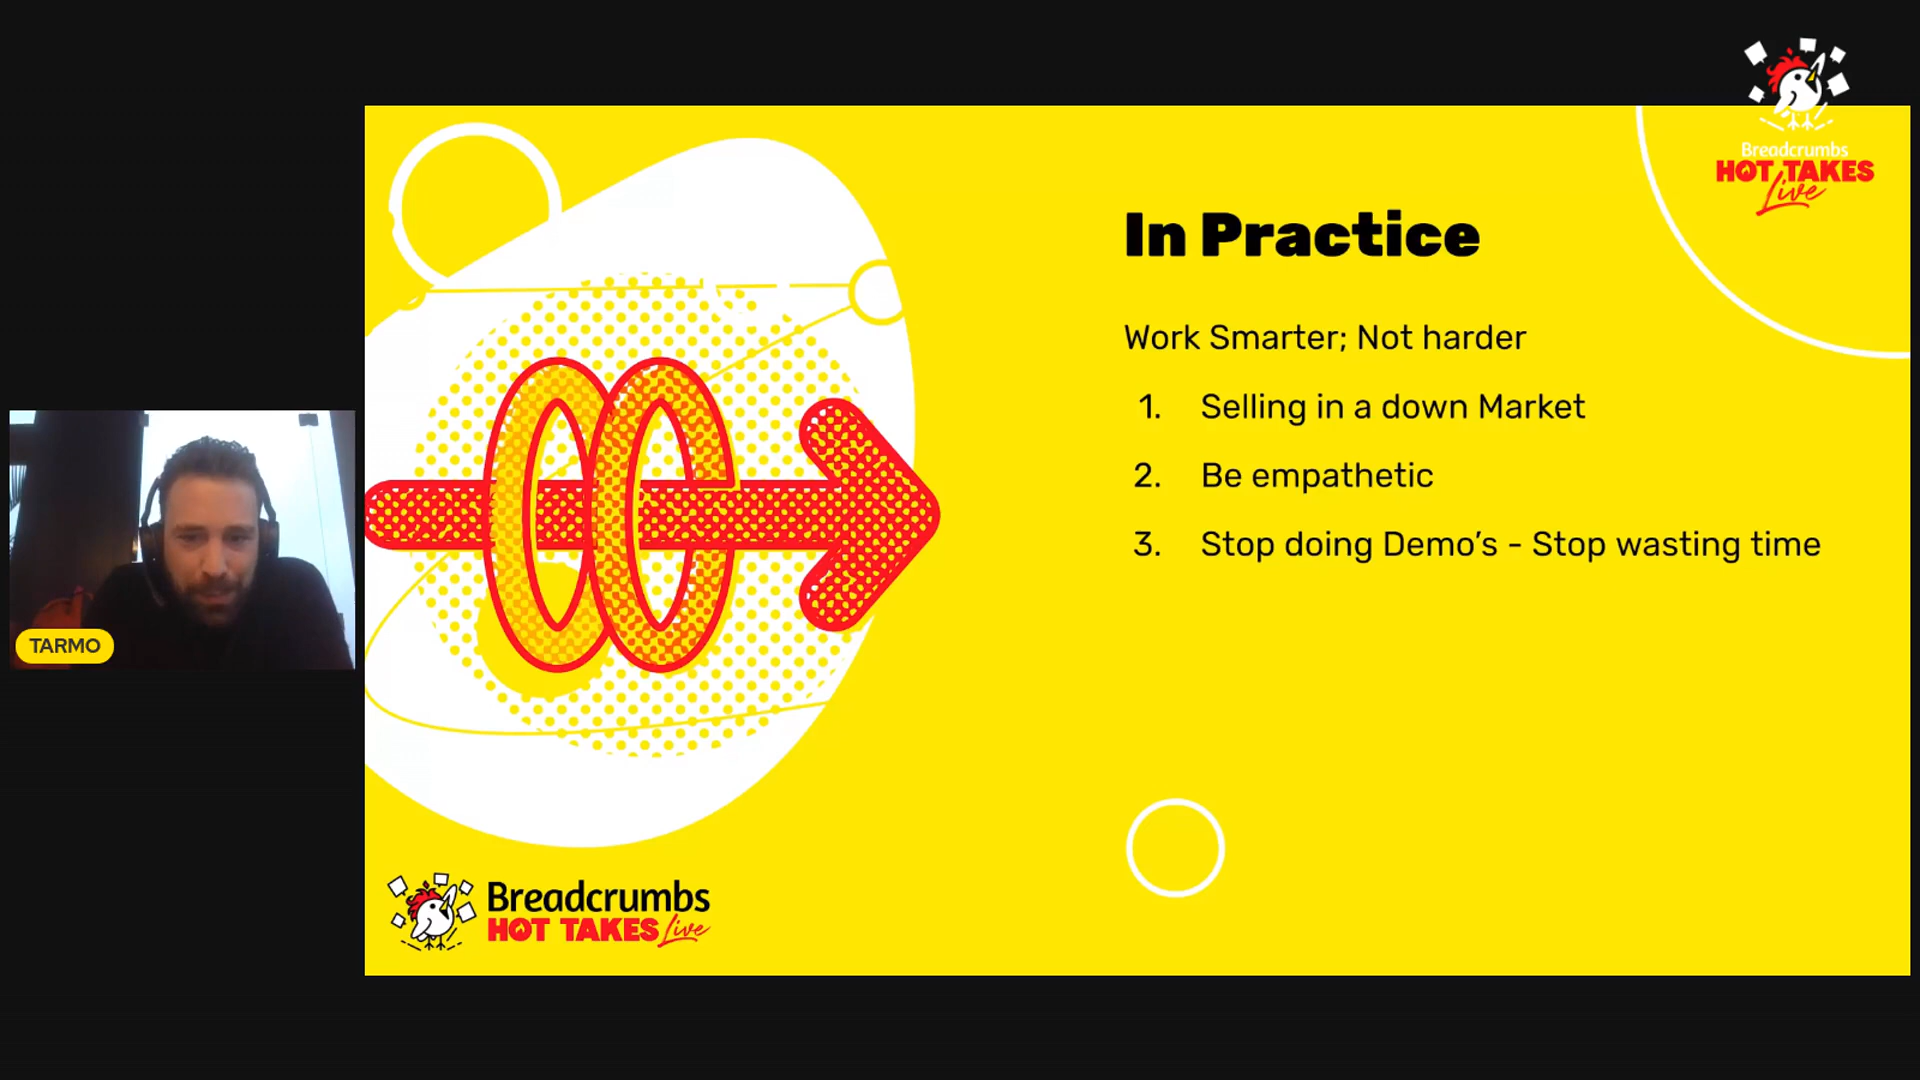 Breadcrumbs
HOT TAKES
Live
In Practice
Work Smarter; Not harder
1. Selling in a down Market
2. Be empathetic
3. Stop doing Demo’s - Stop wasting time
TARMO
Breadcrumbs
HOT TAKES Live